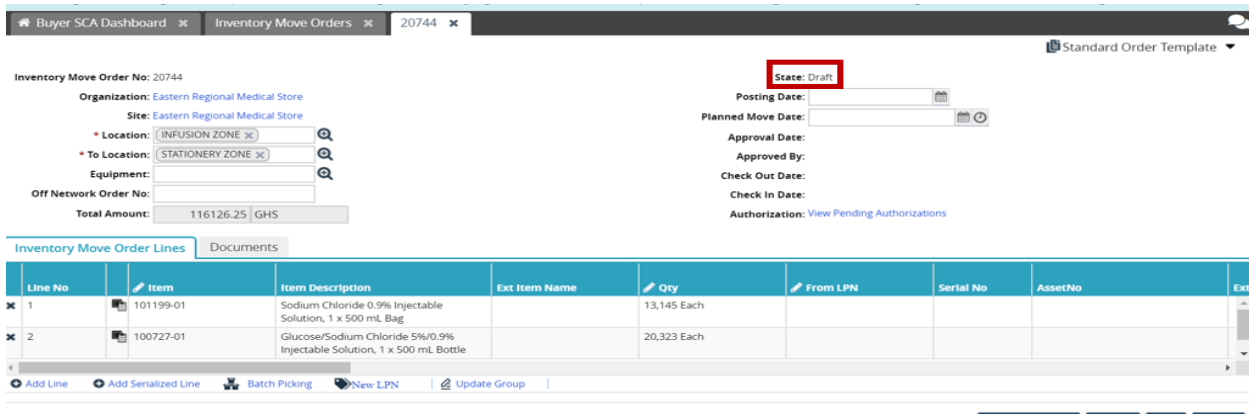 Buyer SCA Dashboard
Inventory Move Orders
20744
Standard Order Template
Inventory Move Order No: 20744
State: Draft
Organization: Eastern Regional Medical Store
Posting Date:
Site: Eastern Regional Medical Store
Planned Move Date:
* Location: INFUSION ZONE
Approval Date:
* To Location: STATIONERY ZONE
Approved By:
Equipment:
Check Out Date:
Off Network Order No:
Check In Date:
Total Amount: 116126.25 GHS
Authorization: View Pending Authorizations
Inventory Move Order Lines
Documents
Line No Item Item Description Ext Item Name Qty From LPN Serial No AssetNo Ext
1 101199-01 Sodium Chloride 0.9% Injectable 13,145 Each
Solution, 1 x 500 mL Bag
2 100727-01 Glucose/Sodium Chloride 5%/0.9% 20,323 Each
Injectable Solution, 1 x 500 mL Bottle
Add Line Add Serialized Line Batch Picking New LPN Update Group